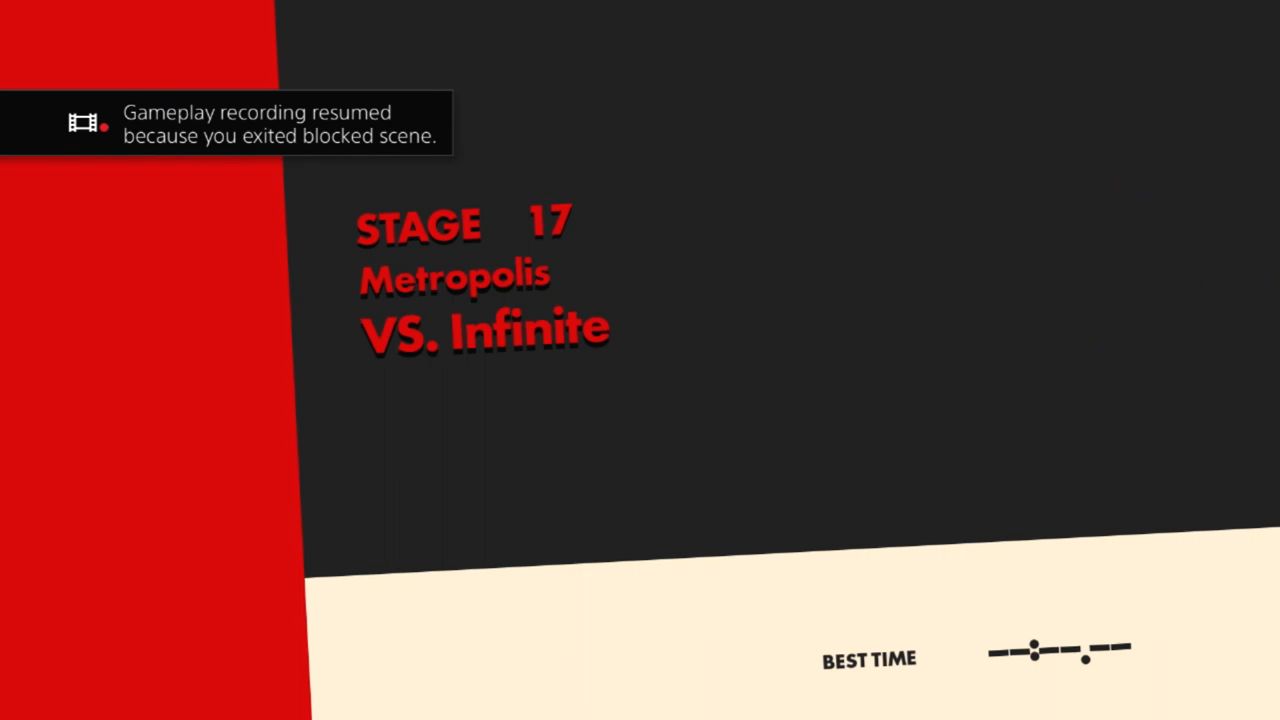 Gameplay recording resumed
because you exited blocked scene.
STAGE 17
Metropolis
VS. Infinite
BEST TIME --:--.--